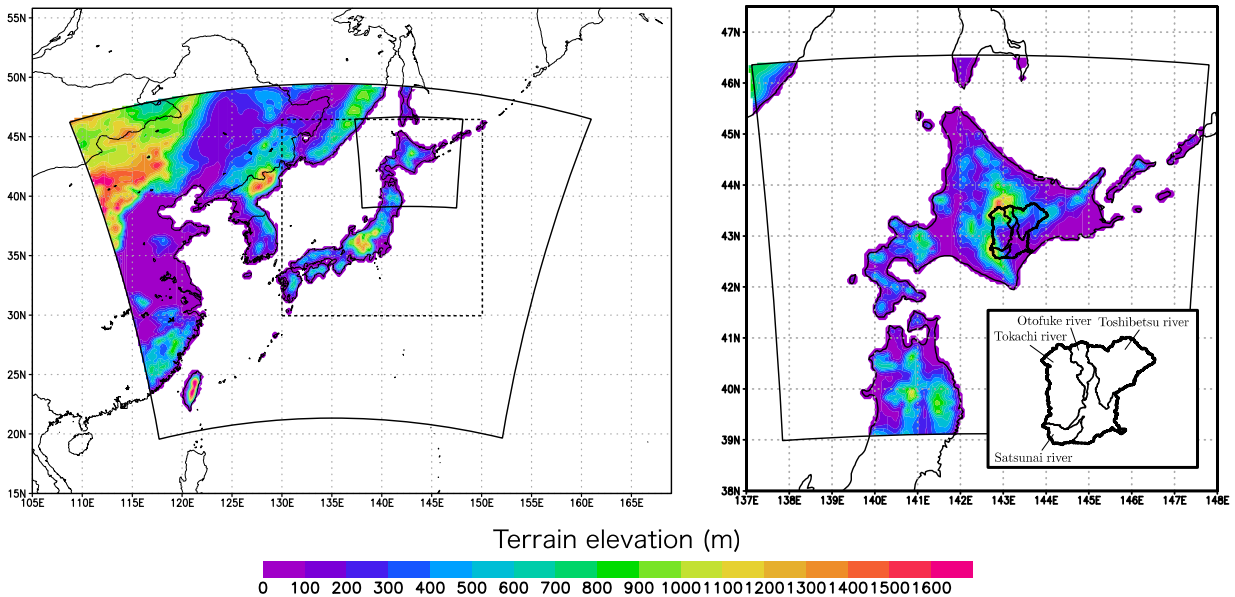 55N
50N
45N
40N
35N
30N
25N
20N
15N
105E 110E 115E 120E 125E 130E 135E 140E 145E 150E 155E 160E 165E
47N
46N
45N
44N
43N
42N
41N
40N
39N
38N
137E 138E 139E 140E 141E 142E 143E 144E 145E 146E 147E 148E
Otofuke river Toshibetsu river
Tokachi river
Satsunai river
Terrain elevation (m)
0 100 200 300 400 500 600 700 800 900 1000 1100 1200 1300 1400 1500 1600